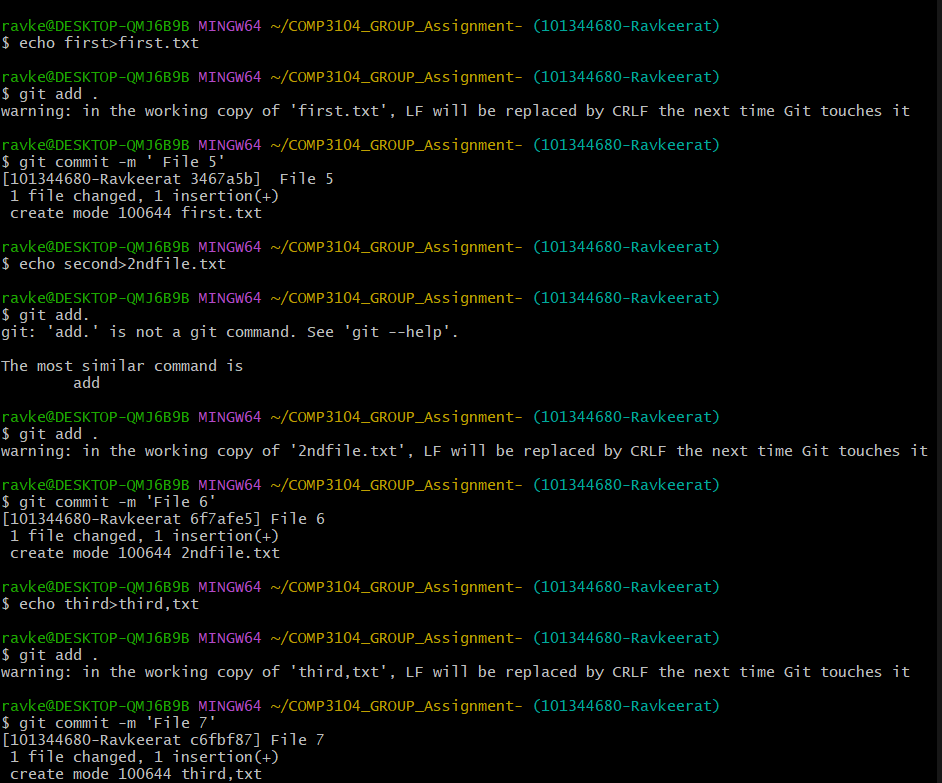 ravke@DESKTOP-QMJ6B9B MINGW64 ~/COMP3104_GROUP_Assignment- (101344680-Ravkeerat)
$ echo first>first.txt
ravke@DESKTOP-QMJ6B9B MINGW64 ~/COMP3104_GROUP_Assignment- (101344680-Ravkeerat)
$ git add .
warning: in the working copy of 'first.txt', LF will be replaced by CRLF the next time Git touches it
ravke@DESKTOP-QMJ6B9B MINGW64 ~/COMP3104_GROUP_Assignment- (101344680-Ravkeerat)
$ git commit -m ' File 5'
[101344680-Ravkeerat 3467a5b]  File 5
 1 file changed, 1 insertion(+)
 create mode 100644 first.txt
ravke@DESKTOP-QMJ6B9B MINGW64 ~/COMP3104_GROUP_Assignment- (101344680-Ravkeerat)
$ echo second>2ndfile.txt
ravke@DESKTOP-QMJ6B9B MINGW64 ~/COMP3104_GROUP_Assignment- (101344680-Ravkeerat)
$ git add.
git: 'add.' is not a git command. See 'git --help'.
The most similar command is
        add
ravke@DESKTOP-QMJ6B9B MINGW64 ~/COMP3104_GROUP_Assignment- (101344680-Ravkeerat)
$ git add .
warning: in the working copy of '2ndfile.txt', LF will be replaced by CRLF the next time Git touches it
ravke@DESKTOP-QMJ6B9B MINGW64 ~/COMP3104_GROUP_Assignment- (101344680-Ravkeerat)
$ git commit -m 'File 6'
[101344680-Ravkeerat 6f7afe5] File 6
 1 file changed, 1 insertion(+)
 create mode 100644 2ndfile.txt
ravke@DESKTOP-QMJ6B9B MINGW64 ~/COMP3104_GROUP_Assignment- (101344680-Ravkeerat)
$ echo third>third,txt
ravke@DESKTOP-QMJ6B9B MINGW64 ~/COMP3104_GROUP_Assignment- (101344680-Ravkeerat)
$ git add .
warning: in the working copy of 'third,txt', LF will be replaced by CRLF the next time Git touches it
ravke@DESKTOP-QMJ6B9B MINGW64 ~/COMP3104_GROUP_Assignment- (101344680-Ravkeerat)
$ git commit -m 'File 7'
[101344680-Ravkeerat c6fbf87] File 7
 1 file changed, 1 insertion(+)
 create mode 100644 third,txt